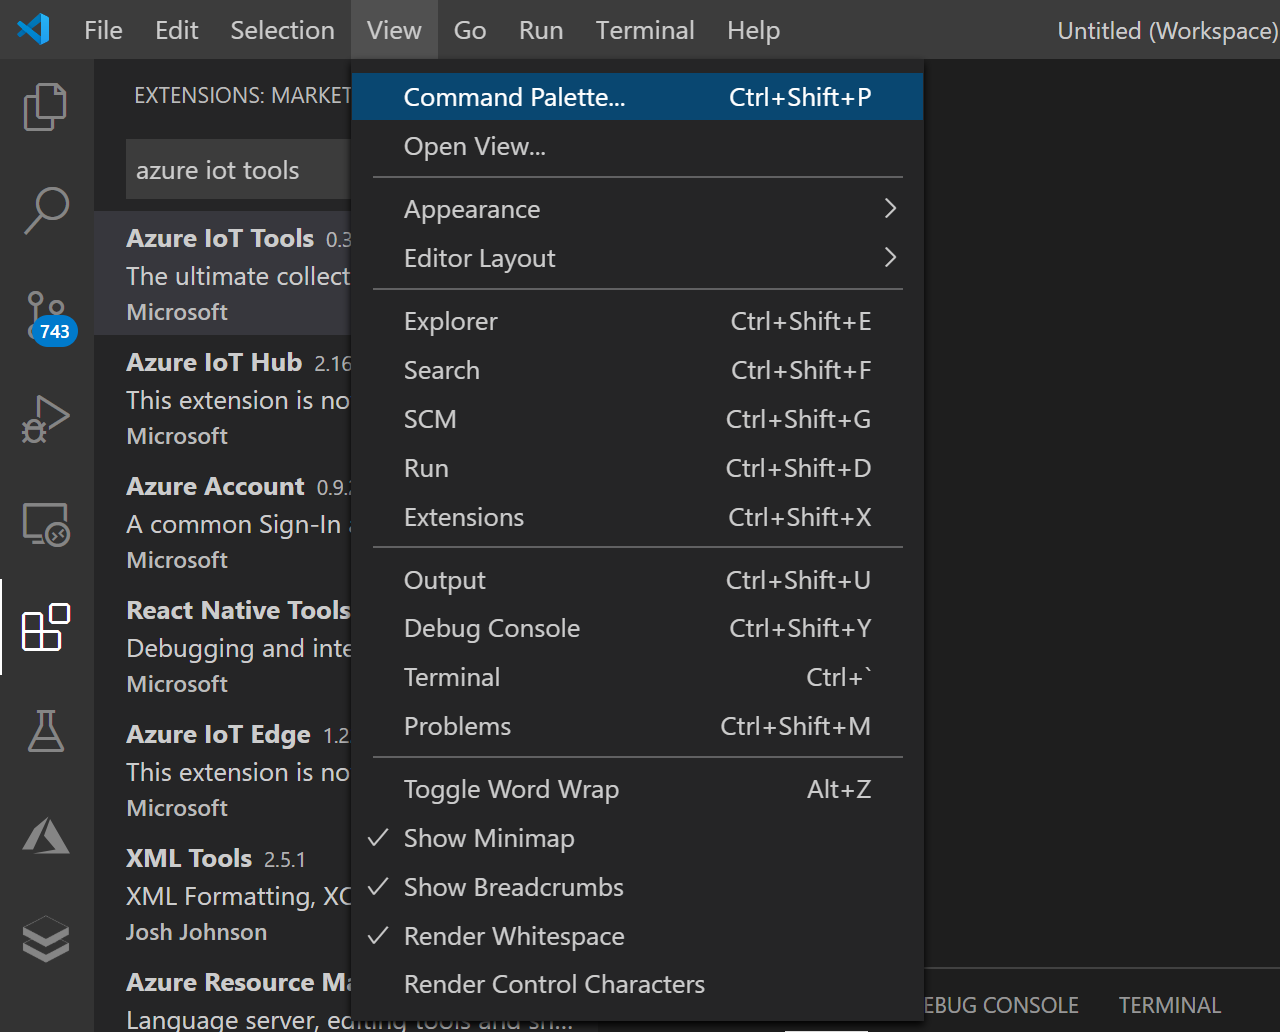 File Edit Selection View Go Run Terminal Help Untitled (Workspace)
EXTENSIONS: MARKET
azure iot tools
Azure IoT Tools 0.3
The ultimate collect
Microsoft
743
Azure IoT Hub 2.16
This extension is no
Microsoft
Azure Account 0.9.2
A common Sign-In
Microsoft
React Native Tools
Debugging and inte
Microsoft
Azure IoT Edge 1.2
This extension is no
Microsoft
XML Tools 2.5.1
XML Formatting, XQ
Josh Johnson
Azure Resource Ma
Language server, editing tools and sn...
Command Palette... Ctrl+Shift+P
Open View...
Appearance
Editor Layout
Explorer Ctrl+Shift+E
Search Ctrl+Shift+F
SCM Ctrl+Shift+G
Run Ctrl+Shift+D
Extensions Ctrl+Shift+X
Output Ctrl+Shift+U
Debug Console Ctrl+Shift+Y
Terminal Ctrl+`
Problems Ctrl+Shift+M
Toggle Word Wrap Alt+Z
Show Minimap
Show Breadcrumbs
Render Whitespace
Render Control Characters
EBUG CONSOLE TERMINAL